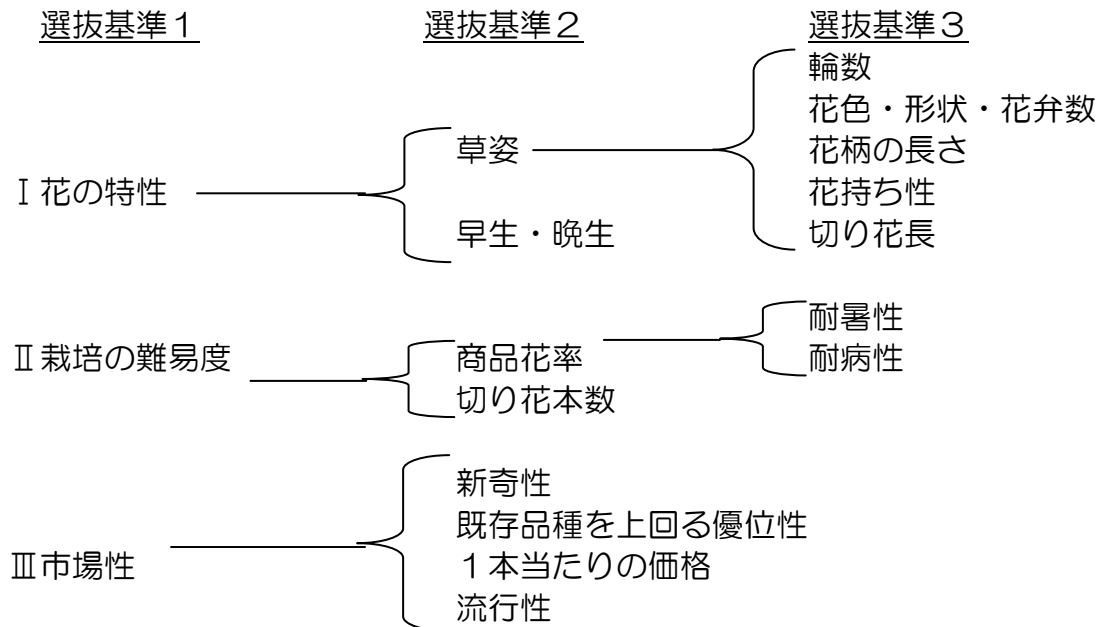 選抜基準１ 選抜基準２ 選抜基準３
輪数
花色・形状・花弁数
草姿 花柄の長さ
Ⅰ花の特性 花持ち性
早生・晩生 切り花長
耐暑性
Ⅱ栽培の難易度 商品花率 耐病性
切り花本数
新奇性
既存品種を上回る優位性
Ⅲ市場性 １本当たりの価格
流行性